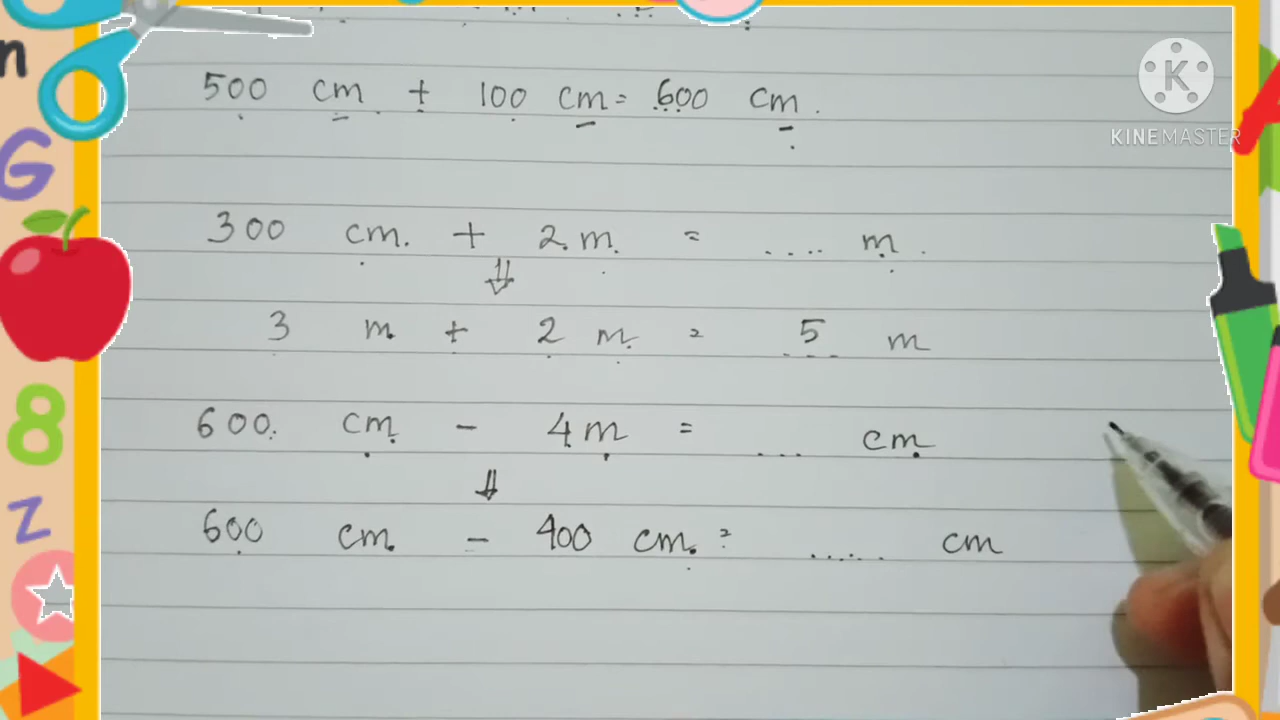 500 cm + 100 cm = 600 cm.
KINEMASTER
300 cm. + 2 m. = .... m.
⇓
3 m + 2 m = 5 m
600 cm - 4 m = ... cm
⇓
600 cm - 400 cm = ..... cm
n
G
8
Z
A
K